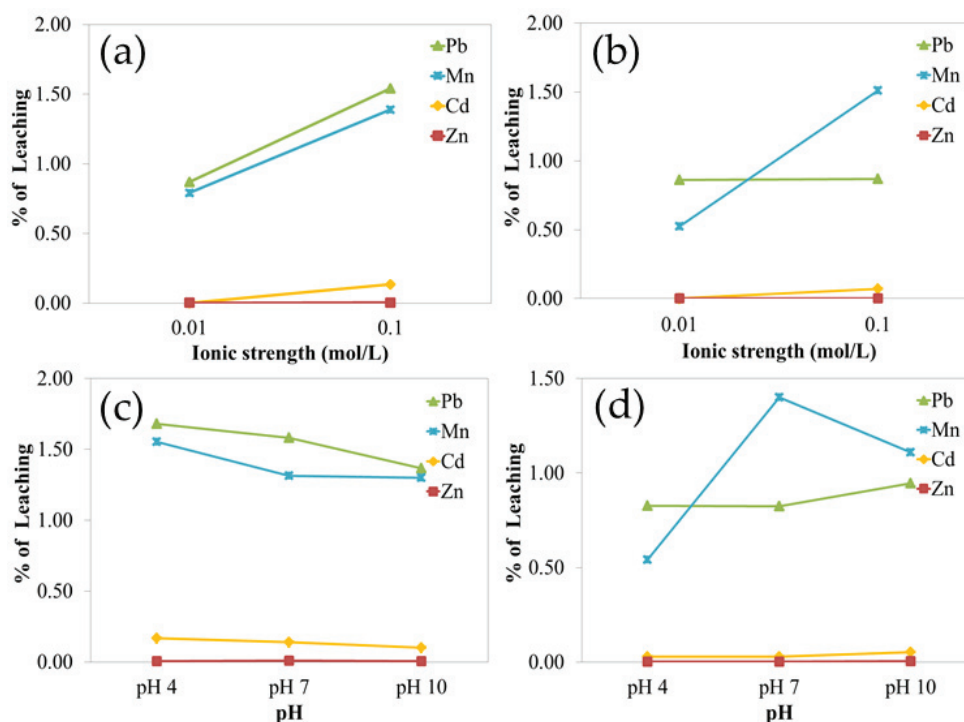 (a)
2.00
1.50
1.00
0.50
0.00
% of Leaching
Pb
Mn
Cd
Zn
0.01 0.1
Ionic strength (mol/L)
(b)
2.00
1.50
1.00
0.50
0.00
% of Leaching
Pb
Mn
Cd
Zn
0.01 0.1
Ionic strength (mol/L)
(c)
2.00
1.50
1.00
0.50
0.00
% of Leaching
Pb
Mn
Cd
Zn
pH 4 pH 7 pH 10
pH
(d)
1.50
1.00
0.50
0.00
% of Leaching
Pb
Mn
Cd
Zn
pH 4 pH 7 pH 10
pH